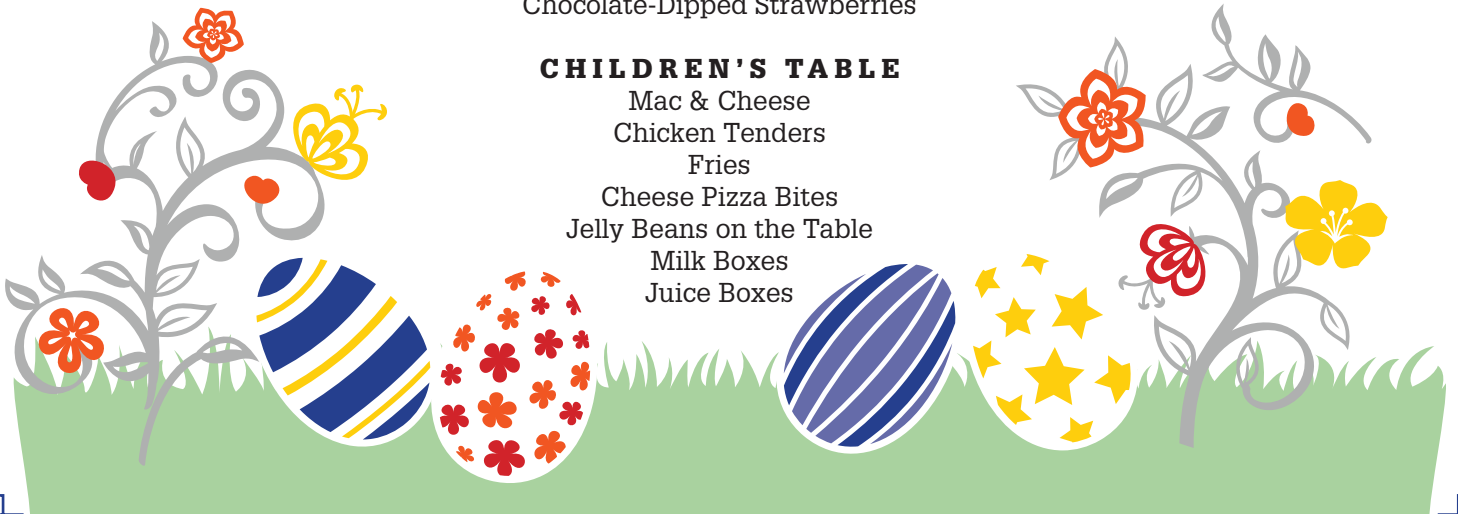 Chocolate-Dipped Strawberries
CHILDREN'S TABLE
Mac & Cheese
Chicken Tenders
Fries
Cheese Pizza Bites
Jelly Beans on the Table
Milk Boxes
Juice Boxes